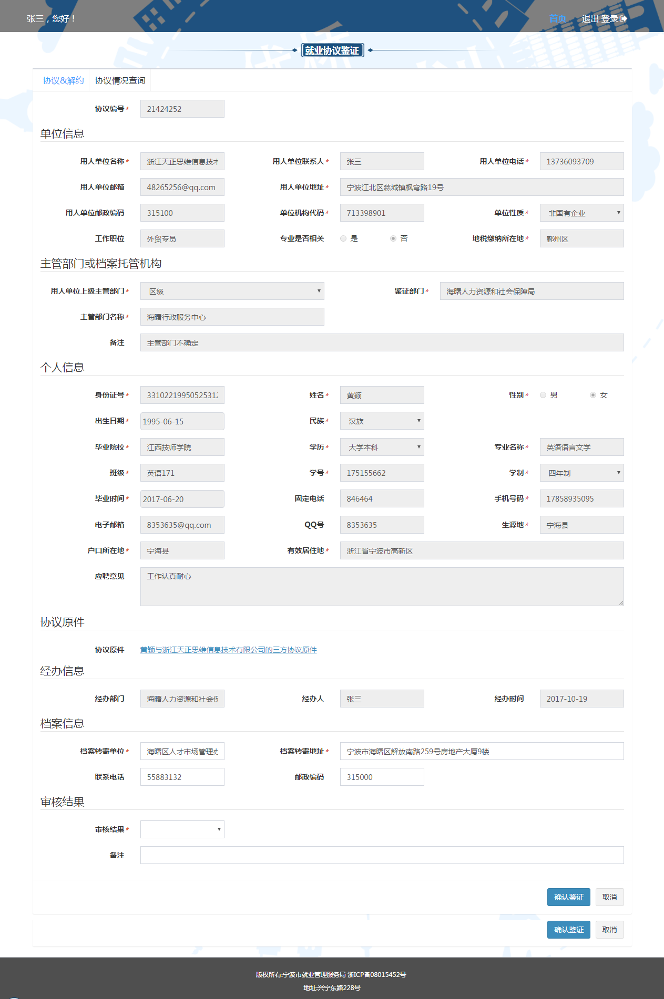 张三，您好！ 首页 退出 登录
就业协议鉴证
协议&解约 协议情况查询
协议编号* 21424252
单位信息
用人单位名称* 浙江天正思维信息技术 用人单位联系人* 张三 用人单位电话* 13736093709
用人单位邮箱 48265256@qq.com 用人单位地址* 宁波江北区慈城镇枫弯路19号
用人单位邮政编码 315100 单位机构代码* 713398901 单位性质* 非国有企业
工作职位 外贸专员 专业是否相关 是 否 地税缴纳所在地* 鄞州区
主管部门或档案托管机构
用人单位上级主管部门* 区级 鉴证部门* 海曙人力资源和社会保障局
主管部门名称* 海曙行政服务中心
备注 主管部门不确定
个人信息
身份证号* 33102219950525312 姓名* 黄颖 性别* 男 女
出生日期* 1995-06-15 民族* 汉族
毕业院校* 江西技师学院 学历* 大学本科 专业名称* 英语语言文学
班级* 英语171 学号* 175155662 学制* 四年制
毕业时间* 2017-06-20 固定电话 846464 手机号码* 17858935095
电子邮箱 8353635@qq.com QQ号 8353635 生源地* 宁海县
户口所在地* 宁海县 有效居住地* 浙江省宁波市高新区
应聘意见 工作认真耐心
协议原件
协议原件 黄颖与浙江天正思维信息技术有限公司的三方协议原件
经办信息
经办部门 海曙人力资源和社会保 经办人 张三 经办时间 2017-10-19
档案信息
档案转寄单位* 海曙区人才市场管理办 档案转寄地址* 宁波市海曙区解放南路259号房地产大厦9楼
联系电话 55883132 邮政编码 315000
审核结果
审核结果*
备注
确认鉴证 取消
确认鉴证 取消
版权所有:宁波市就业管理服务局 浙ICP备08015452号
地址:兴宁东路228号